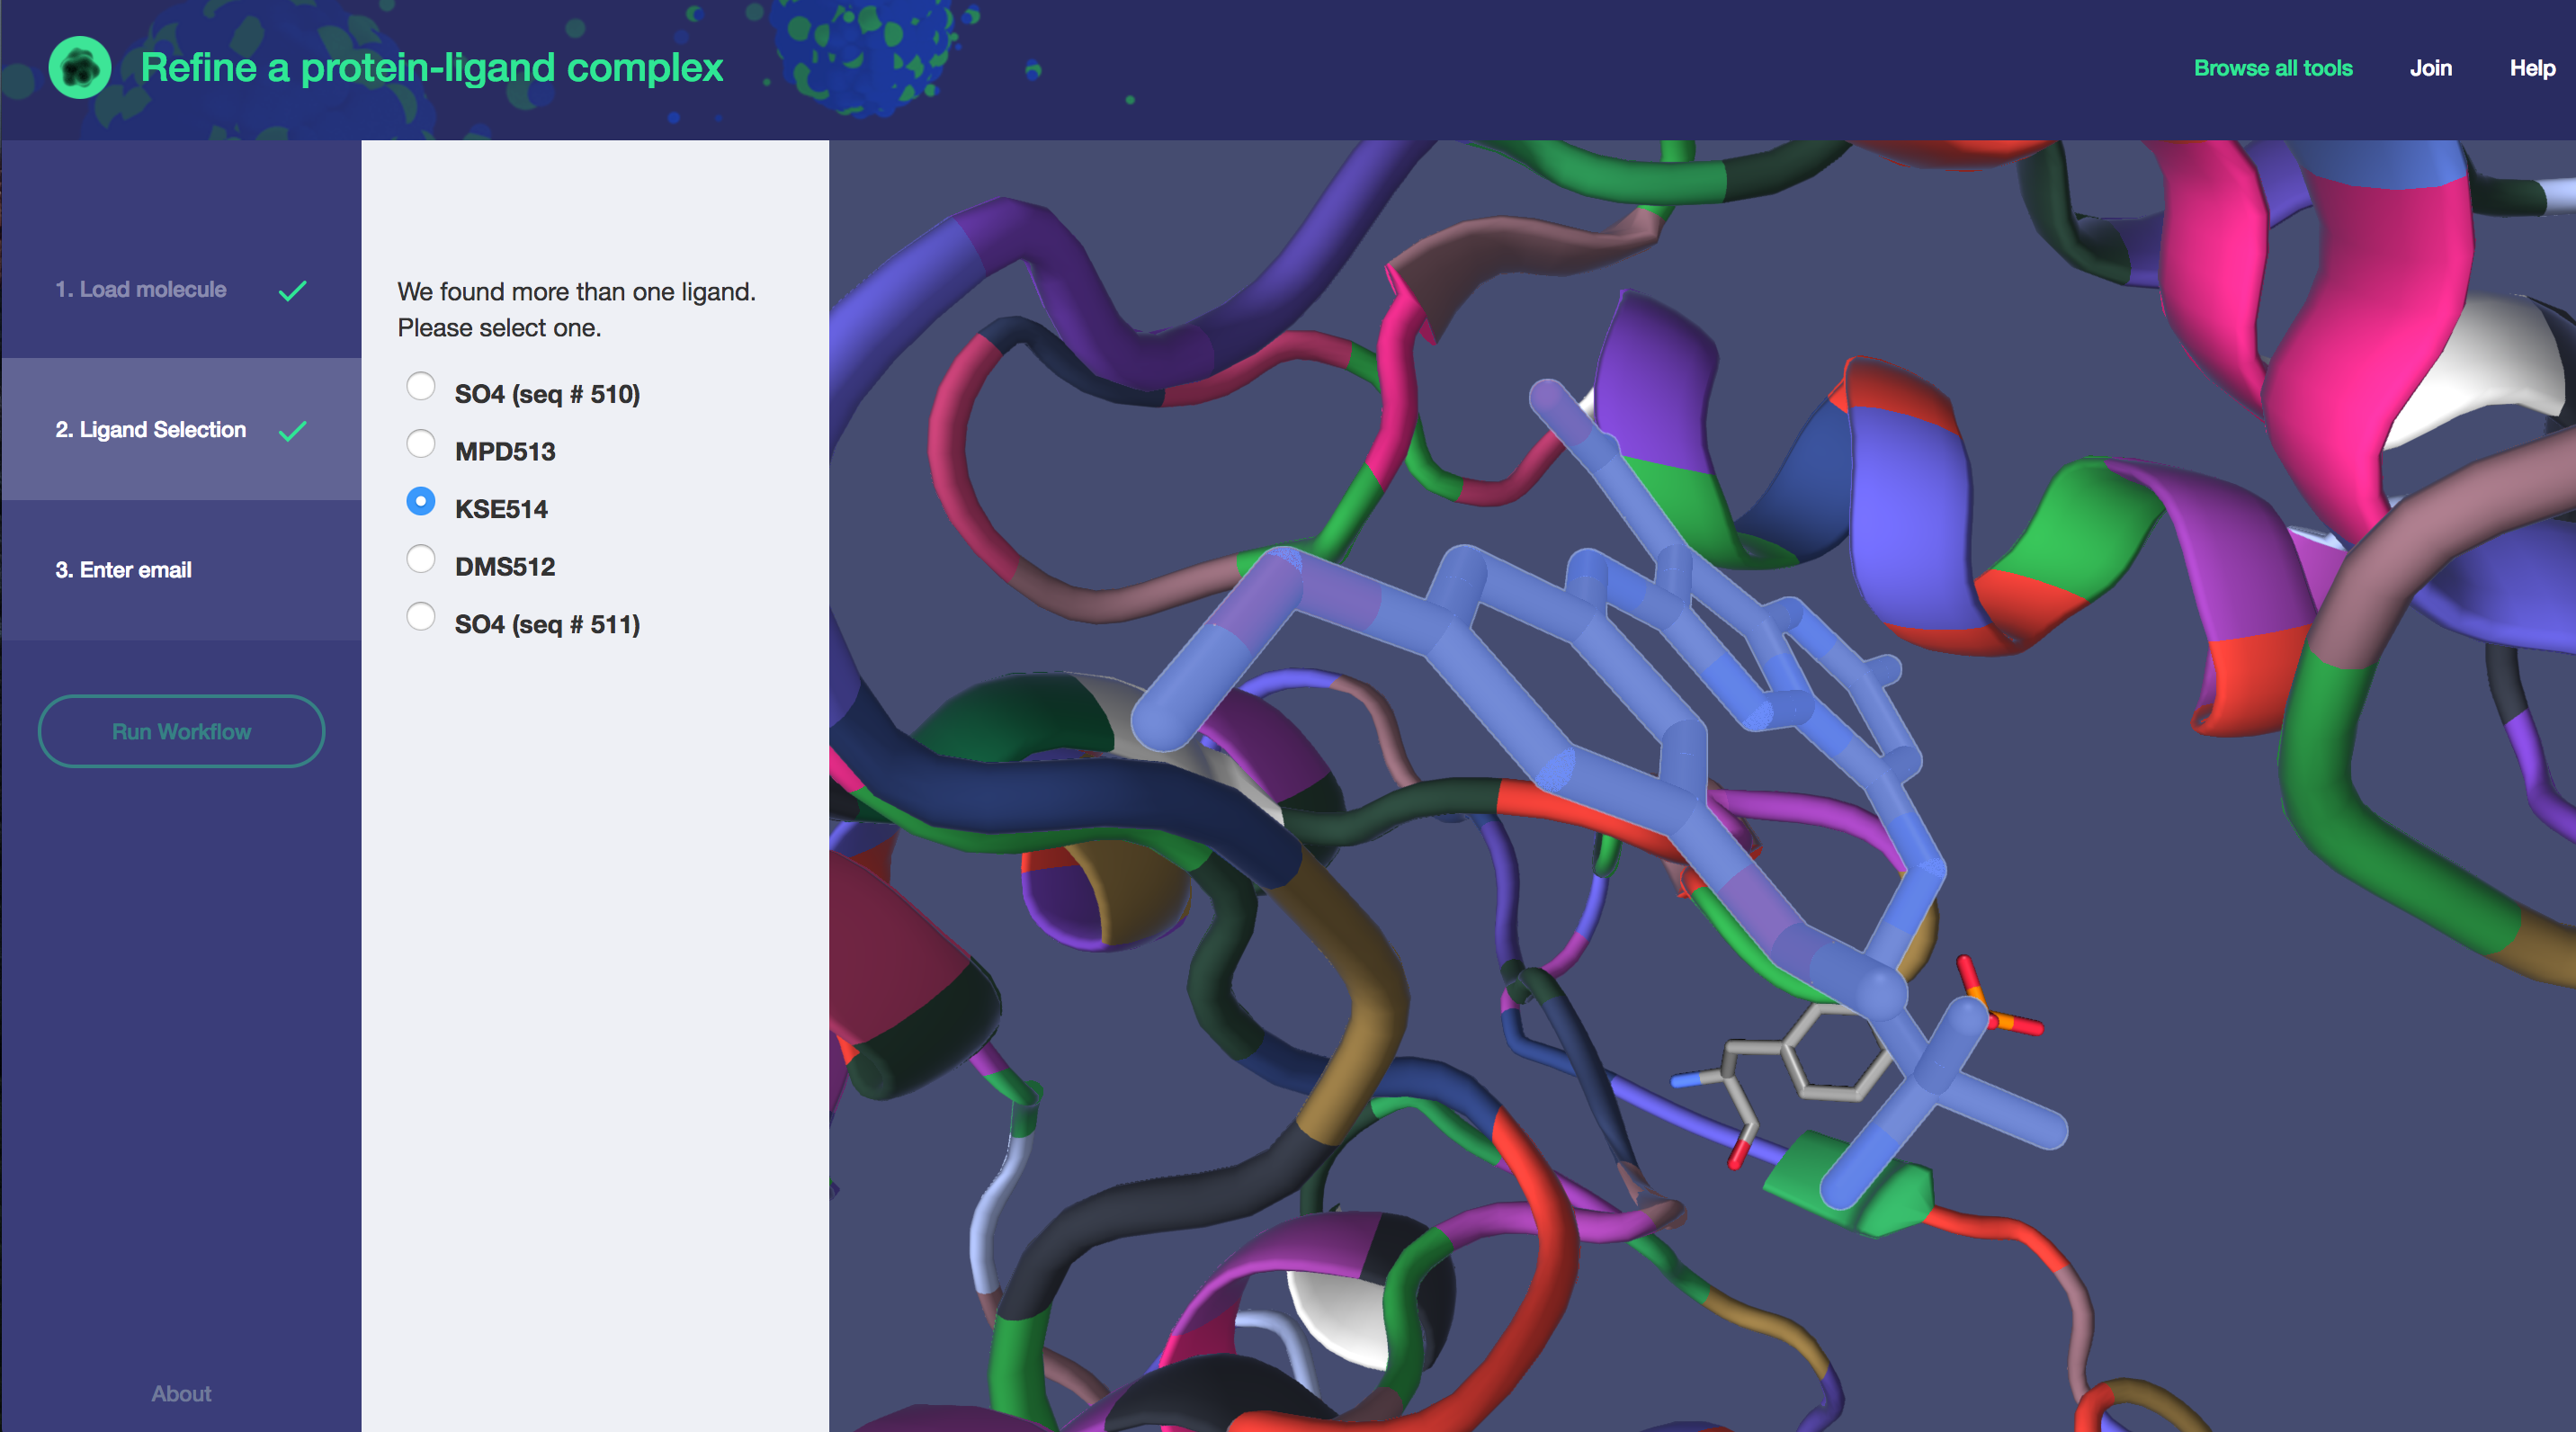 Refine a protein-ligand complex
Browse all tools
Join
Help
1. Load molecule
2. Ligand Selection
3. Enter email
Run Workflow
About
We found more than one ligand.
Please select one.
SO4 (seq # 510)
MPD513
KSE514
DMS512
SO4 (seq # 511)